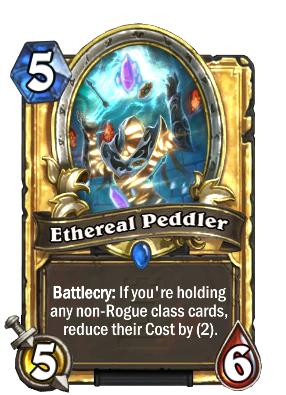 5
Ethereal Peddler
Battlecry: If you're holding
any non-Rogue class cards,
reduce their Cost by (2).
5
6